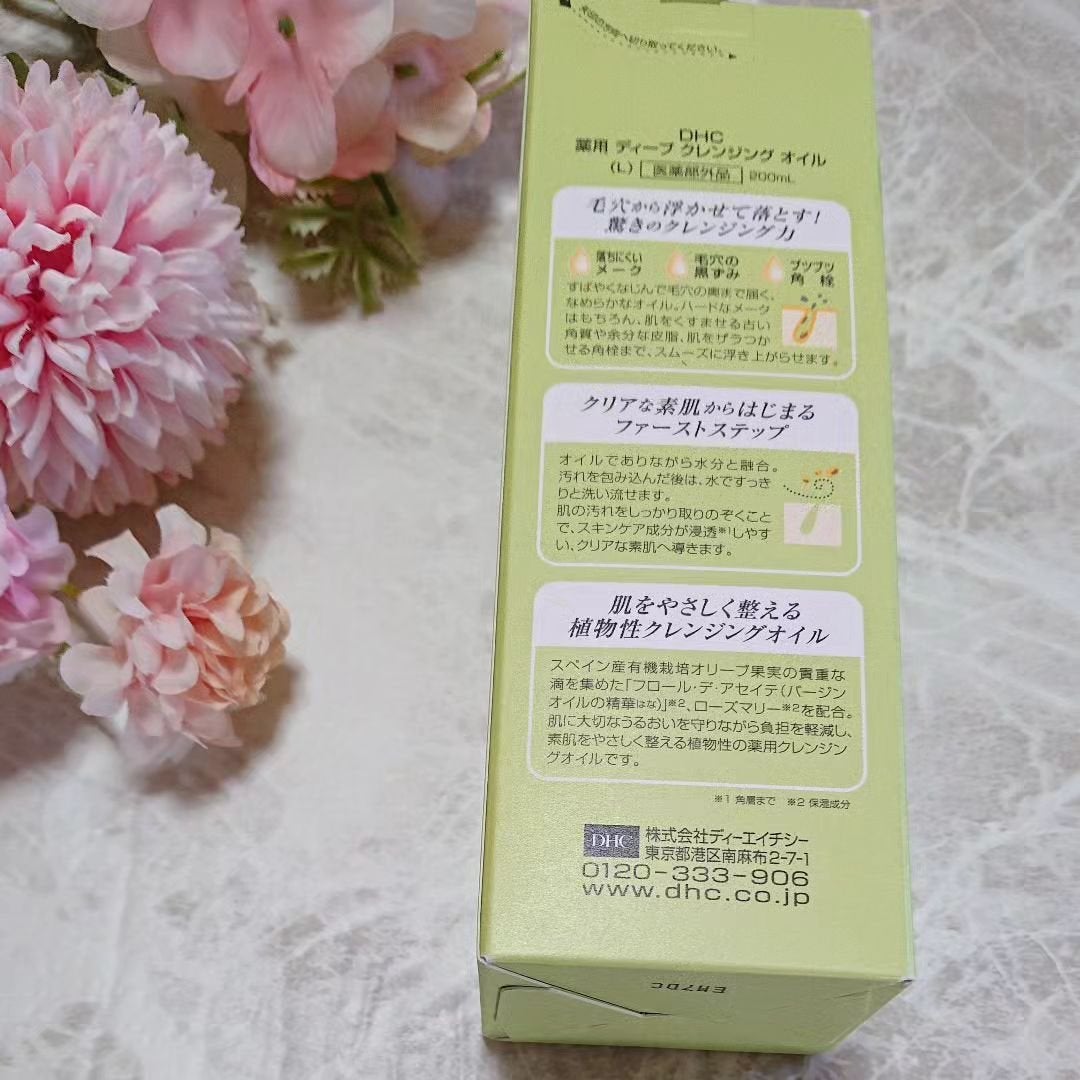 切り取ってください。
DHC
薬用 ディープ クレンジング オイル
(L) 医薬部外品 200mL
毛穴から浮かせて落とす!
驚きのクレンジング力
落ちにくい メーク 毛穴の 黒ずみ ブツブツ 角栓
すばやくなじんで毛穴の奥まで届く、
なめらかなオイル。ハードなメーク
はもちろん、肌をくすませる古い
角質や余分な皮脂、肌をザラつか
せる角栓まで、スムーズに浮き上がらせます。
クリアな素肌からはじまる
ファーストステップ
オイルでありながら水分と融合。
汚れを包み込んだ後は、水ですっき
りと洗い流せます。
肌の汚れをしっかり取りのぞくこと
で、スキンケア成分が浸透※1しやす
い、クリアな素肌へ導きます。
肌をやさしく整える
植物性クレンジングオイル
スペイン産有機栽培オリーブ果実の貴重な
滴を集めた「フロール・デ・アセイテ(バージン
オイルの精華はな)」※2、ローズマリー※2を配合。
肌に大切なうるおいを守りながら負担を軽減し、
素肌をやさしく整える植物性の薬用クレンジン
グオイルです。
※1 角層まで ※2 保湿成分
DHC 株式会社ディーエイチシー
東京都港区南麻布2-7-1
0120-333-906
www.dhc.co.jp
EM7DC